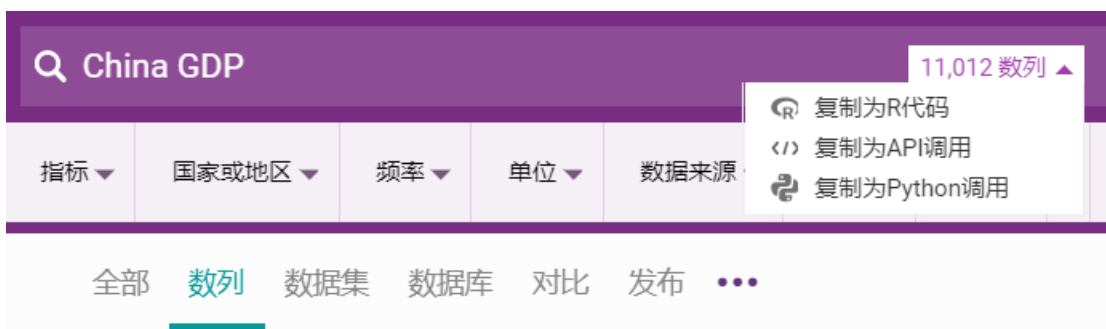 China GDP
11,012 数列
复制为R代码
复制为API调用
复制为Python调用
指标 国家或地区 频率 单位 数据来源
全部 数列 数据集 数据库 对比 发布 •••